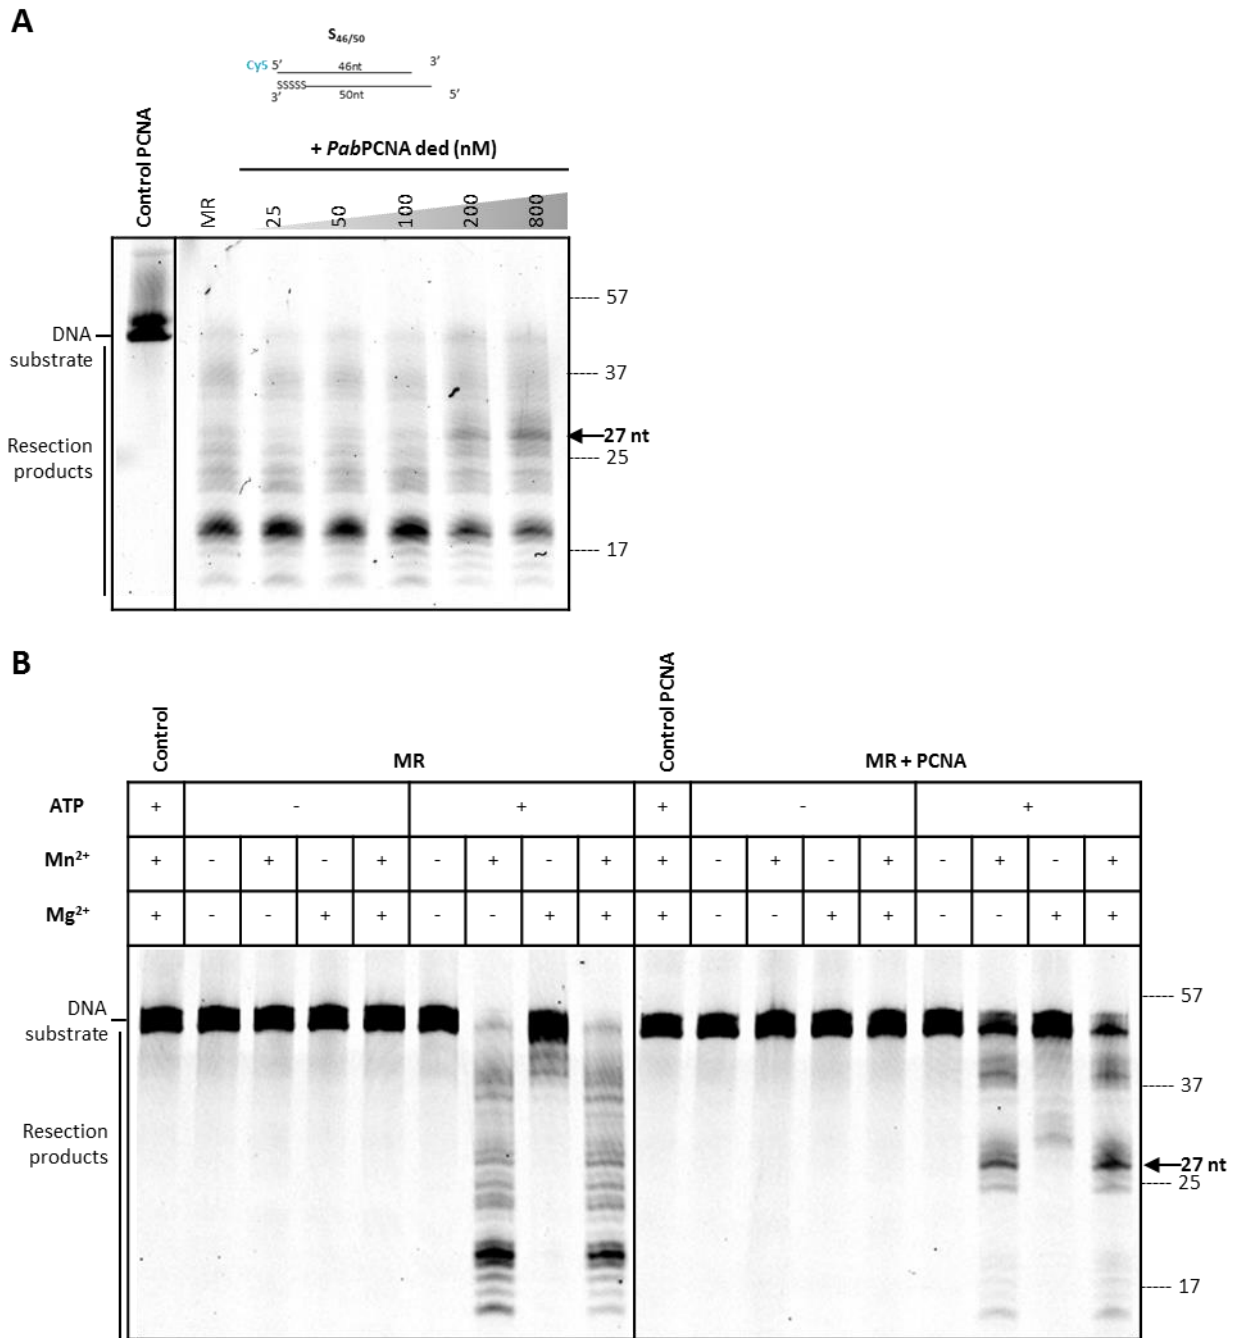 A
S46/50
Cy5 5’ 46nt 3’
SSSSS
3’ 50nt 5’
Control PCNA
+ PabPCNA ded (nM)
MR 25 50 100 200 800
57
DNA
substrate
37
27 nt
Resection
products
25
17
B
Control
MR
Control PCNA
MR + PCNA
ATP + - + + - +
Mn2+ + - + - + - + - + + - + - + - + - +
Mg2+ + - - + + - - + + + - - + + - - + +
57
DNA
substrate
37
Resection
products
27 nt
25
17